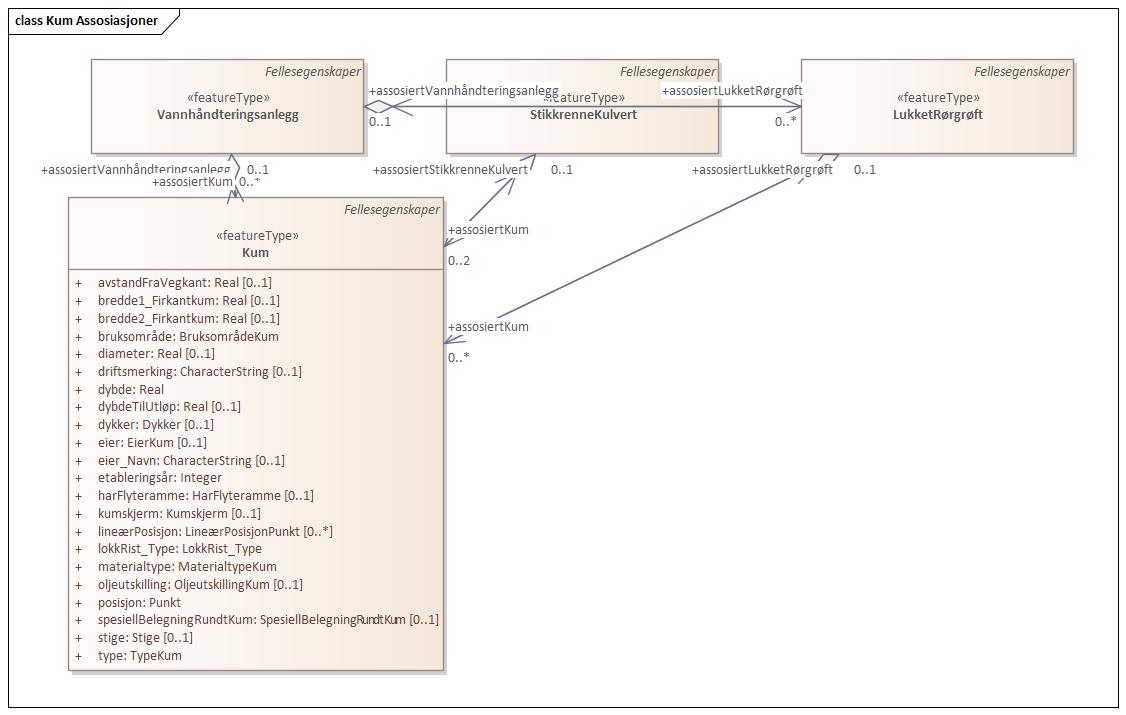 class Kum Assosiasjoner
Fellesegenskaper
«featureType»
Vannhåndteringsanlegg
Fellesegenskaper
«featureType»
StikkrenneKulvert
Fellesegenskaper
«featureType»
LukketRørgrøft
+assosiertVannhåndteringsanlegg
0..1
+assosiertLukketRørgrøft
0..*
+assosiertVannhåndteringsanlegg
0..1
+assosiertKum
0..*
+assosiertStikkrenneKulvert
0..1
+assosiertLukketRørgrøft
0..1
+assosiertKum
0..2
+assosiertKum
0..*
Fellesegenskaper
«featureType»
Kum
+ avstandFraVegkant: Real [0..1]
+ bredde1_Firkantkum: Real [0..1]
+ bredde2_Firkantkum: Real [0..1]
+ bruksområde: BruksområdeKum
+ diameter: Real [0..1]
+ driftsmerking: CharacterString [0..1]
+ dybde: Real
+ dybdeTilUtløp: Real [0..1]
+ dykker: Dykker [0..1]
+ eier: EierKum [0..1]
+ eier_Navn: CharacterString [0..1]
+ etableringsår: Integer
+ harFlyteramme: HarFlyteramme [0..1]
+ kumskjerm: Kumskjerm [0..1]
+ lineærPosisjon: LineærPosisjonPunkt [0..*]
+ lokkRist_Type: LokkRist_Type
+ materialtype: MaterialtypeKum
+ oljeutskilling: OljeutskillingKum [0..1]
+ posisjon: Punkt
+ spesiellBelegningRundtKum: SpesiellBelegningRundtKum [0..1]
+ stige: Stige [0..1]
+ type: TypeKum